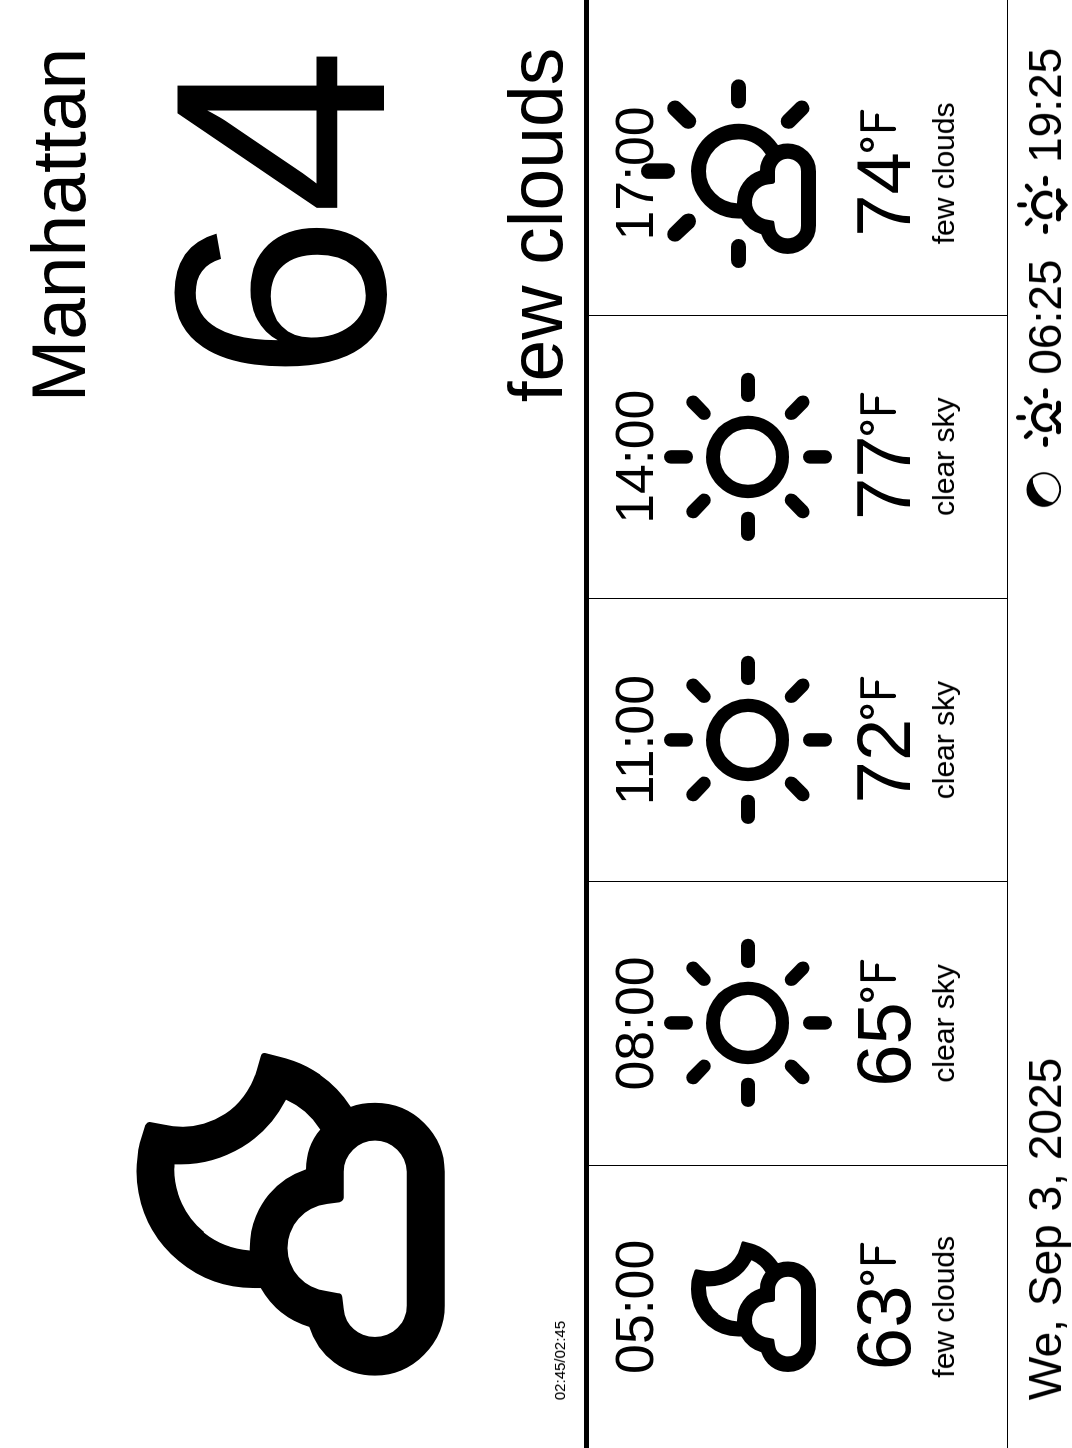 Manhattan
64
few clouds
02:45/02:45
05:00 08:00 11:00 14:00 17:00
63°F 65°F 72°F 77°F 74°F
few clouds clear sky clear sky clear sky few clouds
We, Sep 3, 2025 06:25 19:25